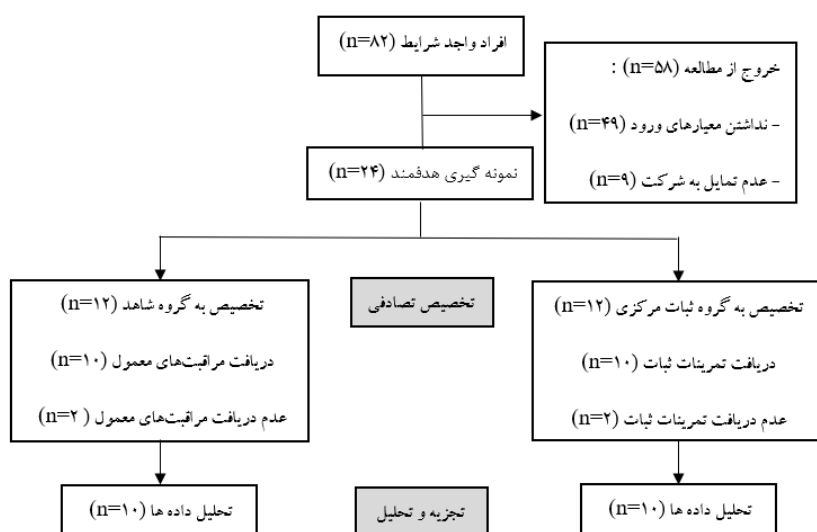 افراد واجد شرایط (n=۸۲)
خروج از مطالعه (n=۵۸) :
- نداشتن معیارهای ورود (n=۴۹)
- عدم تمایل به شرکت (n=۹)
نمونه گیری هدفمند (n=۲۴)
تخصیص تصادفی
تخصیص به گروه ثبات مرکزی (n=۱۲)
دریافت تمرینات ثبات (n=۱۰)
عدم دریافت تمرینات ثبات (n=۲)
تخصیص به گروه شاهد (n=۱۲)
دریافت مراقبت‌های معمول (n=۱۰)
عدم دریافت مراقبت‌های معمول (n=۲ )
تحلیل داده ها (n=۱۰)
تجزیه و تحلیل
تحلیل داده ها (n=۱۰)